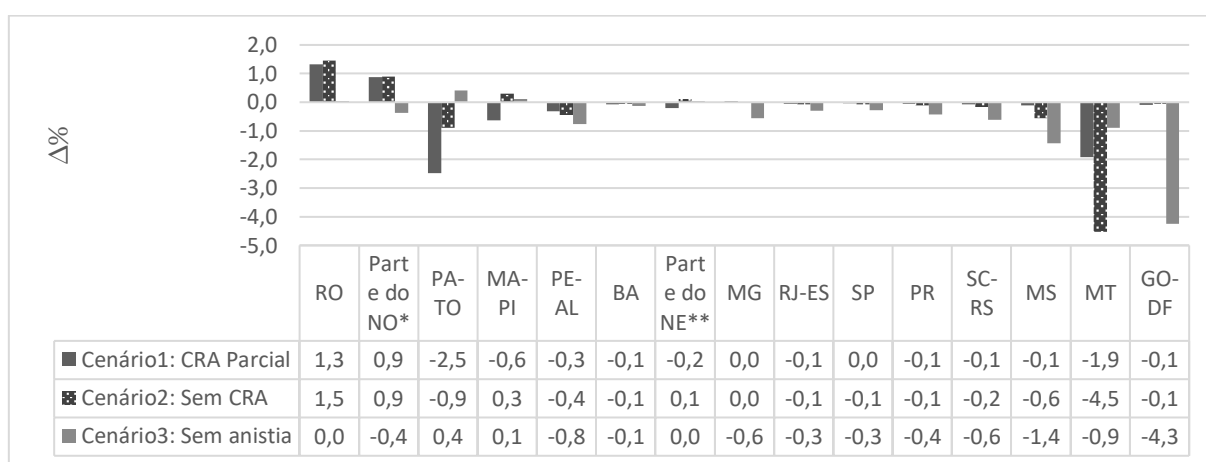 2,0
1,0
0,0
-1,0
-2,0
-3,0
-4,0
-5,0
Δ%
RO Part e do NO* PA-TO MA-PI PE-AL BA Part e do NE** MG RJ-ES SP PR SC-RS MS MT GO-DF
Cenário1: CRA Parcial 1,3 0,9 -2,5 -0,6 -0,3 -0,1 -0,2 0,0 -0,1 0,0 -0,1 -0,1 -0,1 -1,9 -0,1
Cenário2: Sem CRA 1,5 0,9 -0,9 0,3 -0,4 -0,1 0,1 0,0 -0,1 -0,1 -0,1 -0,2 -0,6 -4,5 -0,1
Cenário3: Sem anistia 0,0 -0,4 0,4 0,1 -0,8 -0,1 0,0 -0,6 -0,3 -0,3 -0,4 -0,6 -1,4 -0,9 -4,3